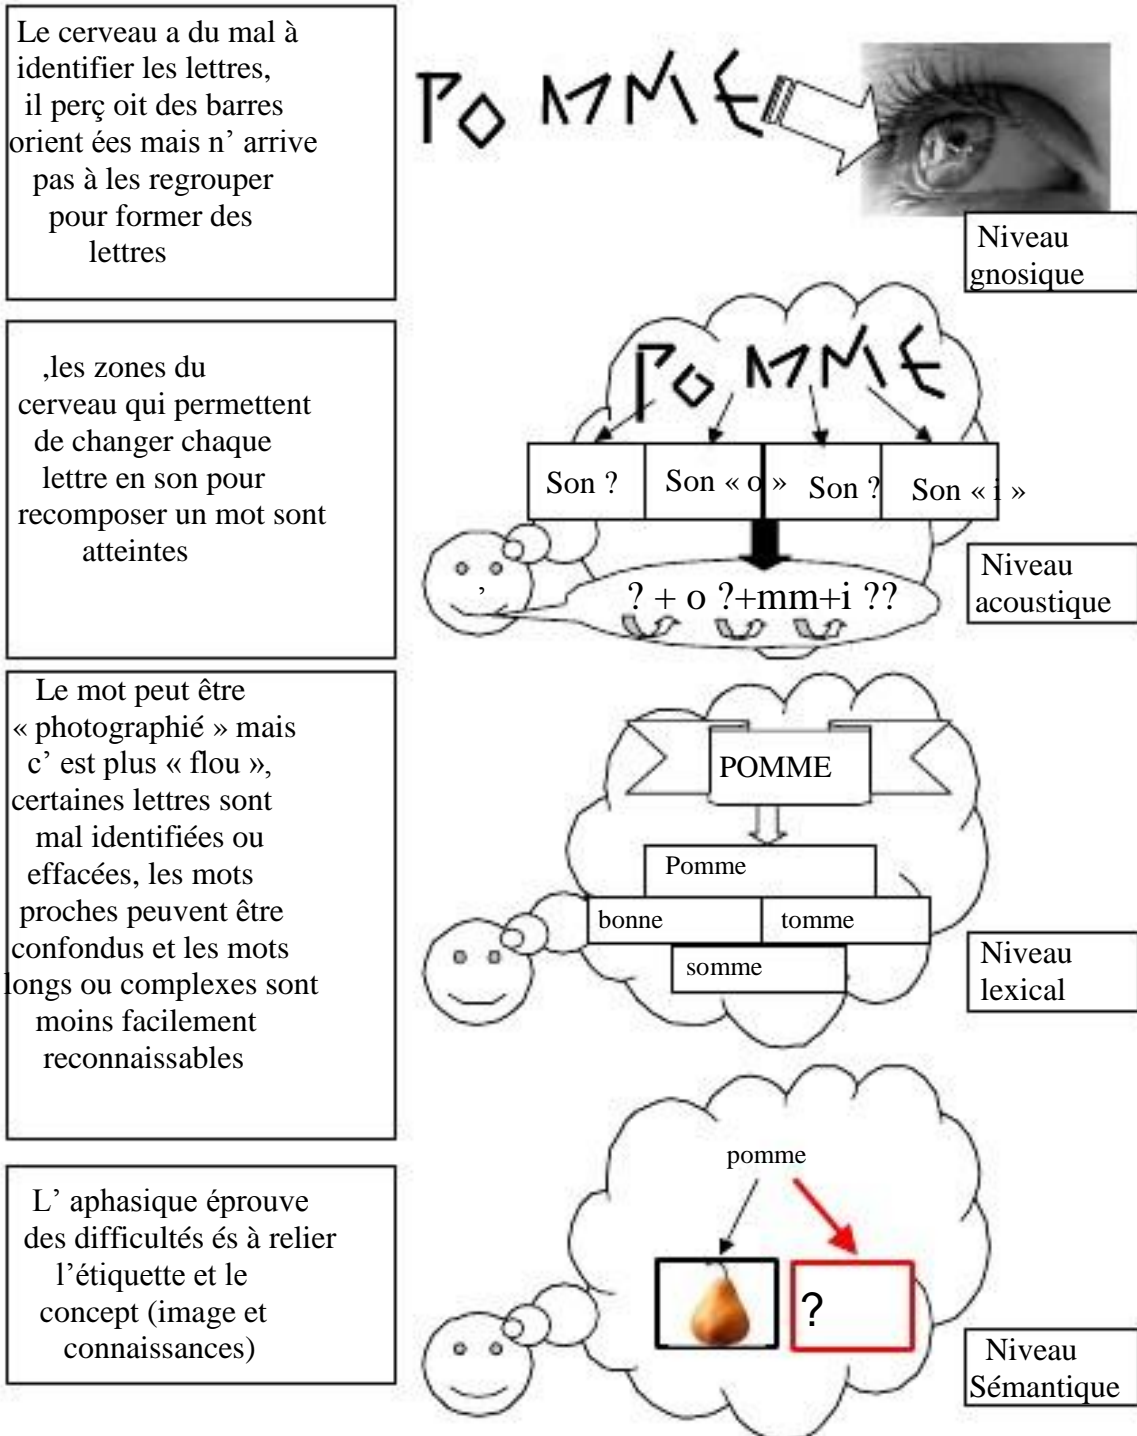 Le cerveau a du mal à
identifier les lettres,
il perç oit des barres
orient ées mais n’ arrive
pas à les regrouper
pour former des
lettres
POMME
Niveau
gnosique
,les zones du
cerveau qui permettent
de changer chaque
lettre en son pour
recomposer un mot sont
atteintes
POMME
Son ?
Son « o »
Son ?
Son « i »
? + o ?+mm+i ??
,
Niveau
acoustique
Le mot peut être
« photographié » mais
c’ est plus « flou »,
certaines lettres sont
mal identifiées ou
effacées, les mots
proches peuvent être
confondus et les mots
longs ou complexes sont
moins facilement
reconnaissables
POMME
Pomme
bonne
tomme
somme
Niveau
lexical
L’ aphasique éprouve
des difficultés és à relier
l’étiquette et le
concept (image et
connaissances)
pomme
?
Niveau
Sémantique